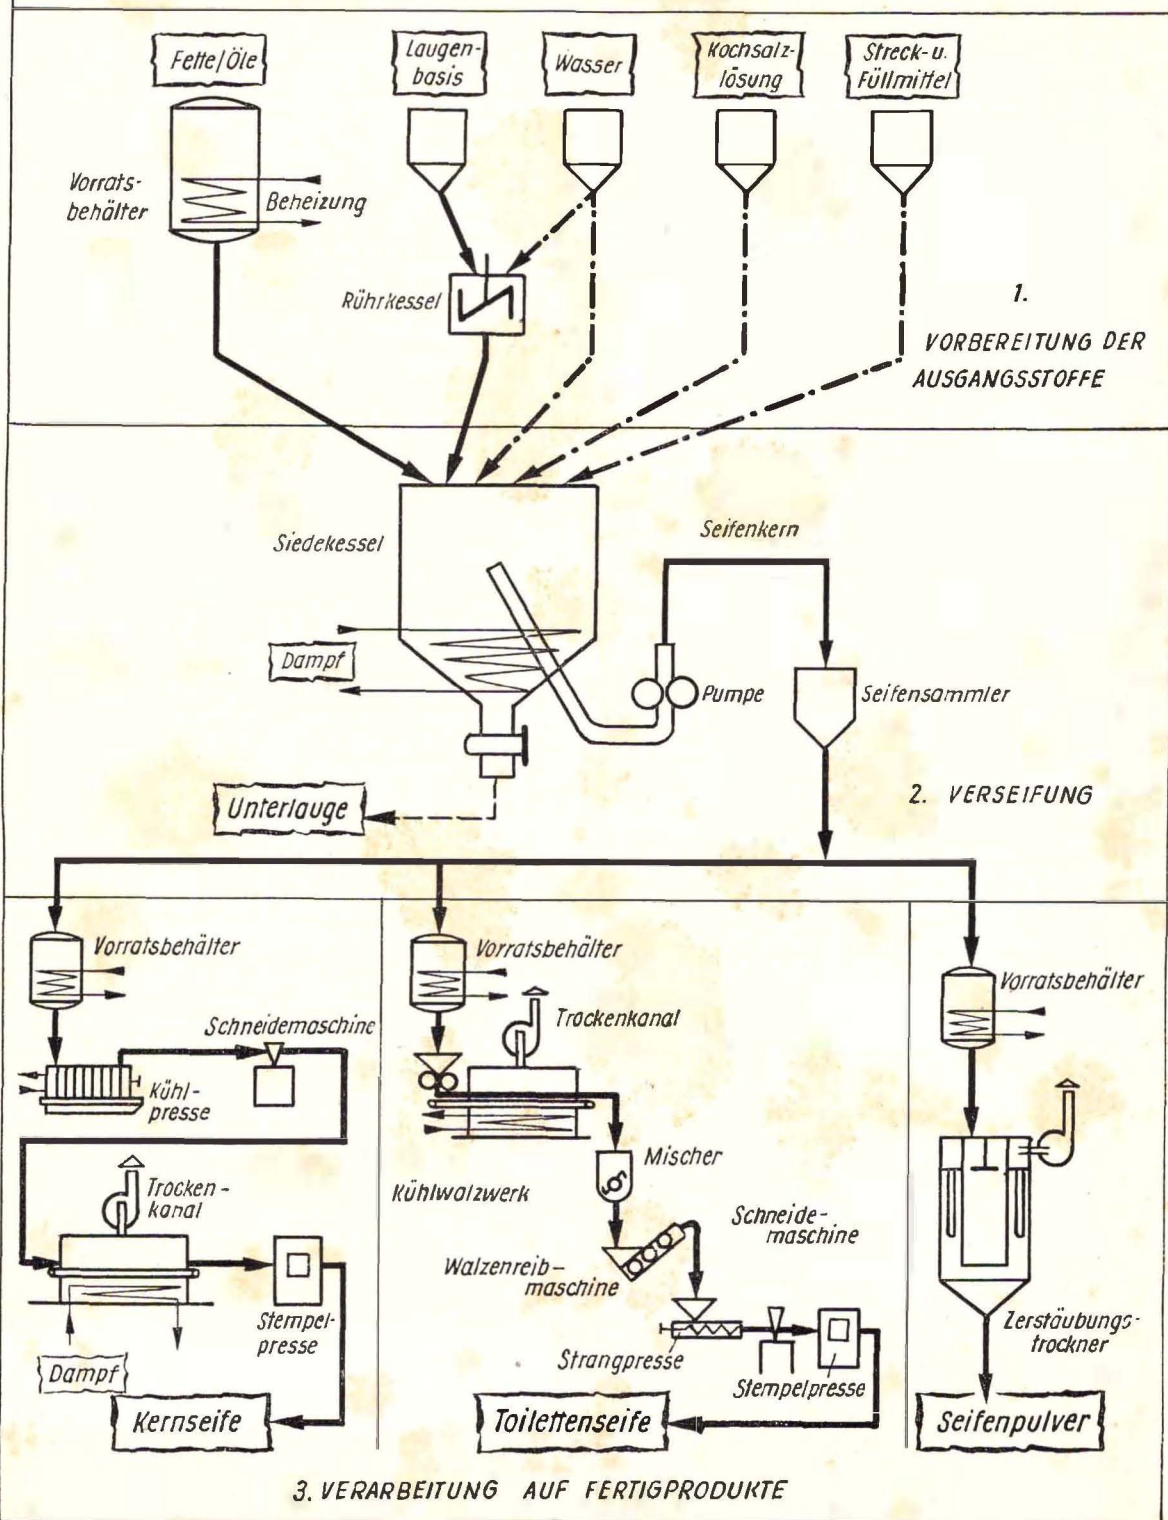 Fette/Öle
Laugen-
basis
Wasser
Kochsalz-
lösung
Streck- u.
Füllmittel
Vorrats-
behälter
Beheizung
Rührkessel
1.
VORBEREITUNG DER
AUSGANGSSTOFFE
Siedekessel
Seifenkern
Dampf
Pumpe
Seifensammler
Unterlauge
2. VERSEIFUNG
Vorratsbehälter
Schneidemaschine
Kühl-
presse
Trocken-
kanal
Stempel-
presse
Dampf
Kernseife
Vorratsbehälter
Trockenkanal
Mischer
Kühlwalzwerk
Schneide-
maschine
Walzenreib-
maschine
Strangpresse
Stempelpresse
Toilettenseife
Vorratsbehälter
Zerstäubungs-
trockner
Seifenpulver
3. VERARBEITUNG AUF FERTIGPRODUKTE